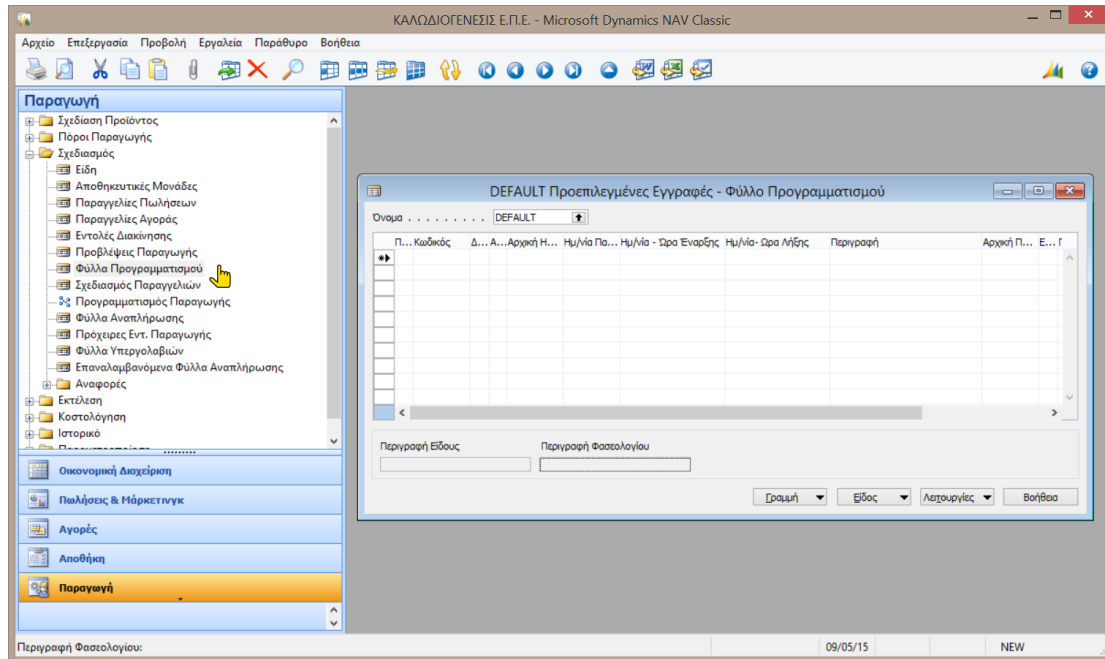 ΚΑΛΩΔΙΟΓΕΝΕΣΙΣ Ε.Π.Ε. - Microsoft Dynamics NAV Classic
Αρχείο Επεξεργασία Προβολή Εργαλεία Παράθυρο Βοήθεια
Παραγωγή
Σχεδίαση Προϊόντος
Πόροι Παραγωγής
Σχεδιασμός
Είδη
Αποθηκευτικές Μονάδες
Παραγγελίες Πωλήσεων
Παραγγελίες Αγοράς
Εντολές Διακίνησης
Προβλέψεις Παραγωγής
Φύλλα Προγραμματισμού
Σχεδιασμός Παραγγελιών
Προγραμματισμός Παραγωγής
Φύλλα Αναπλήρωσης
Πρόχειρες Εντ. Παραγωγής
Φύλλα Υπεργολαβιών
Επαναλαμβανόμενα Φύλλα Αναπλήρωσης
Αναφορές
Εκτέλεση
Κοστολόγηση
Ιστορικό
Οικονομική Διαχείριση
Πωλήσεις & Μάρκετινγκ
Αγορές
Αποθήκη
Παραγωγή
DEFAULT Προεπιλεγμένες Εγγραφές - Φύλλο Προγραμματισμού
Όνομα . . . . . . . . . DEFAULT
Π... Κωδικός Δ... Α... Αρχική Η... Ημ/νία Πα... Ημ/νία - Ώρα Έναρξης Ημ/νία- Ώρα Λήξης Περιγραφή Αρχική Π... Ε...
Περιγραφή Είδους Περιγραφή Φασεολογίου
Γραμμή Είδος Λειτουργίες Βοήθεια
Περιγραφή Φασεολογίου: 09/05/15 NEW